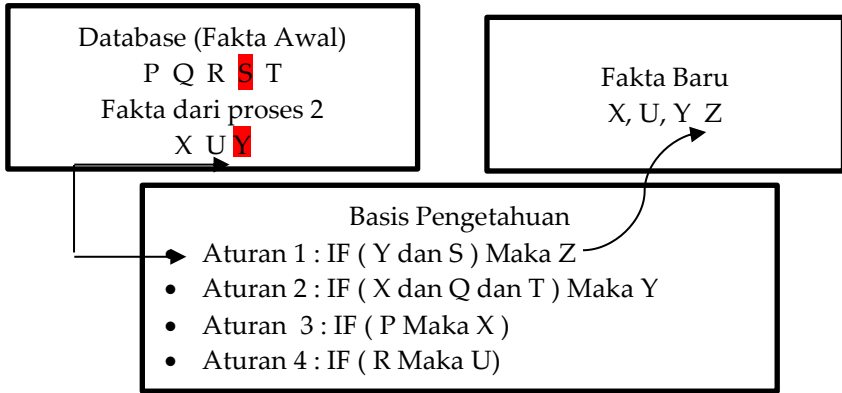 Database (Fakta Awal)
P Q R S T
Fakta dari proses 2
X U Y
Fakta Baru
X, U, Y Z
Basis Pengetahuan
• Aturan 1 : IF ( Y dan S ) Maka Z
• Aturan 2 : IF ( X dan Q dan T ) Maka Y
• Aturan 3 : IF ( P Maka X )
• Aturan 4 : IF ( R Maka U)